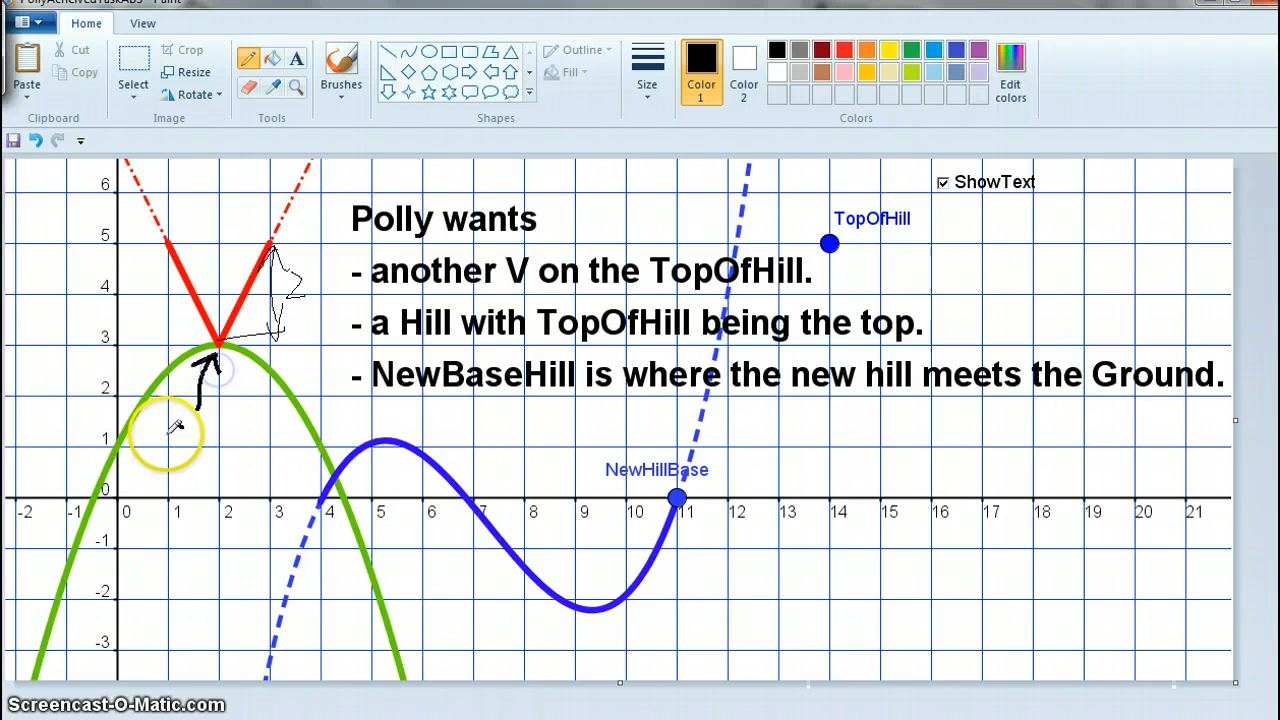 PollyAcheivedTaskABS - Paint
Home View
Cut
Copy
Paste
Clipboard
Crop
Resize
Rotate
Select
Image
A
Tools
Brushes
Outline
Fill
Shapes
Size
Color 1
Color 2
Edit colors
Colors
ShowText
Polly wants
TopOfHill
- another V on the TopOfHill.
- a Hill with TopOfHill being the top.
- NewBaseHill is where the new hill meets the Ground.
NewHillBase
6
5
4
3
2
1
0
-2 -1 0 1 2 3 4 5 6 7 8 9 10 11 12 13 14 15 16 17 18 19 20 21
-1
-2
-3
Screencast-O-Matic.com